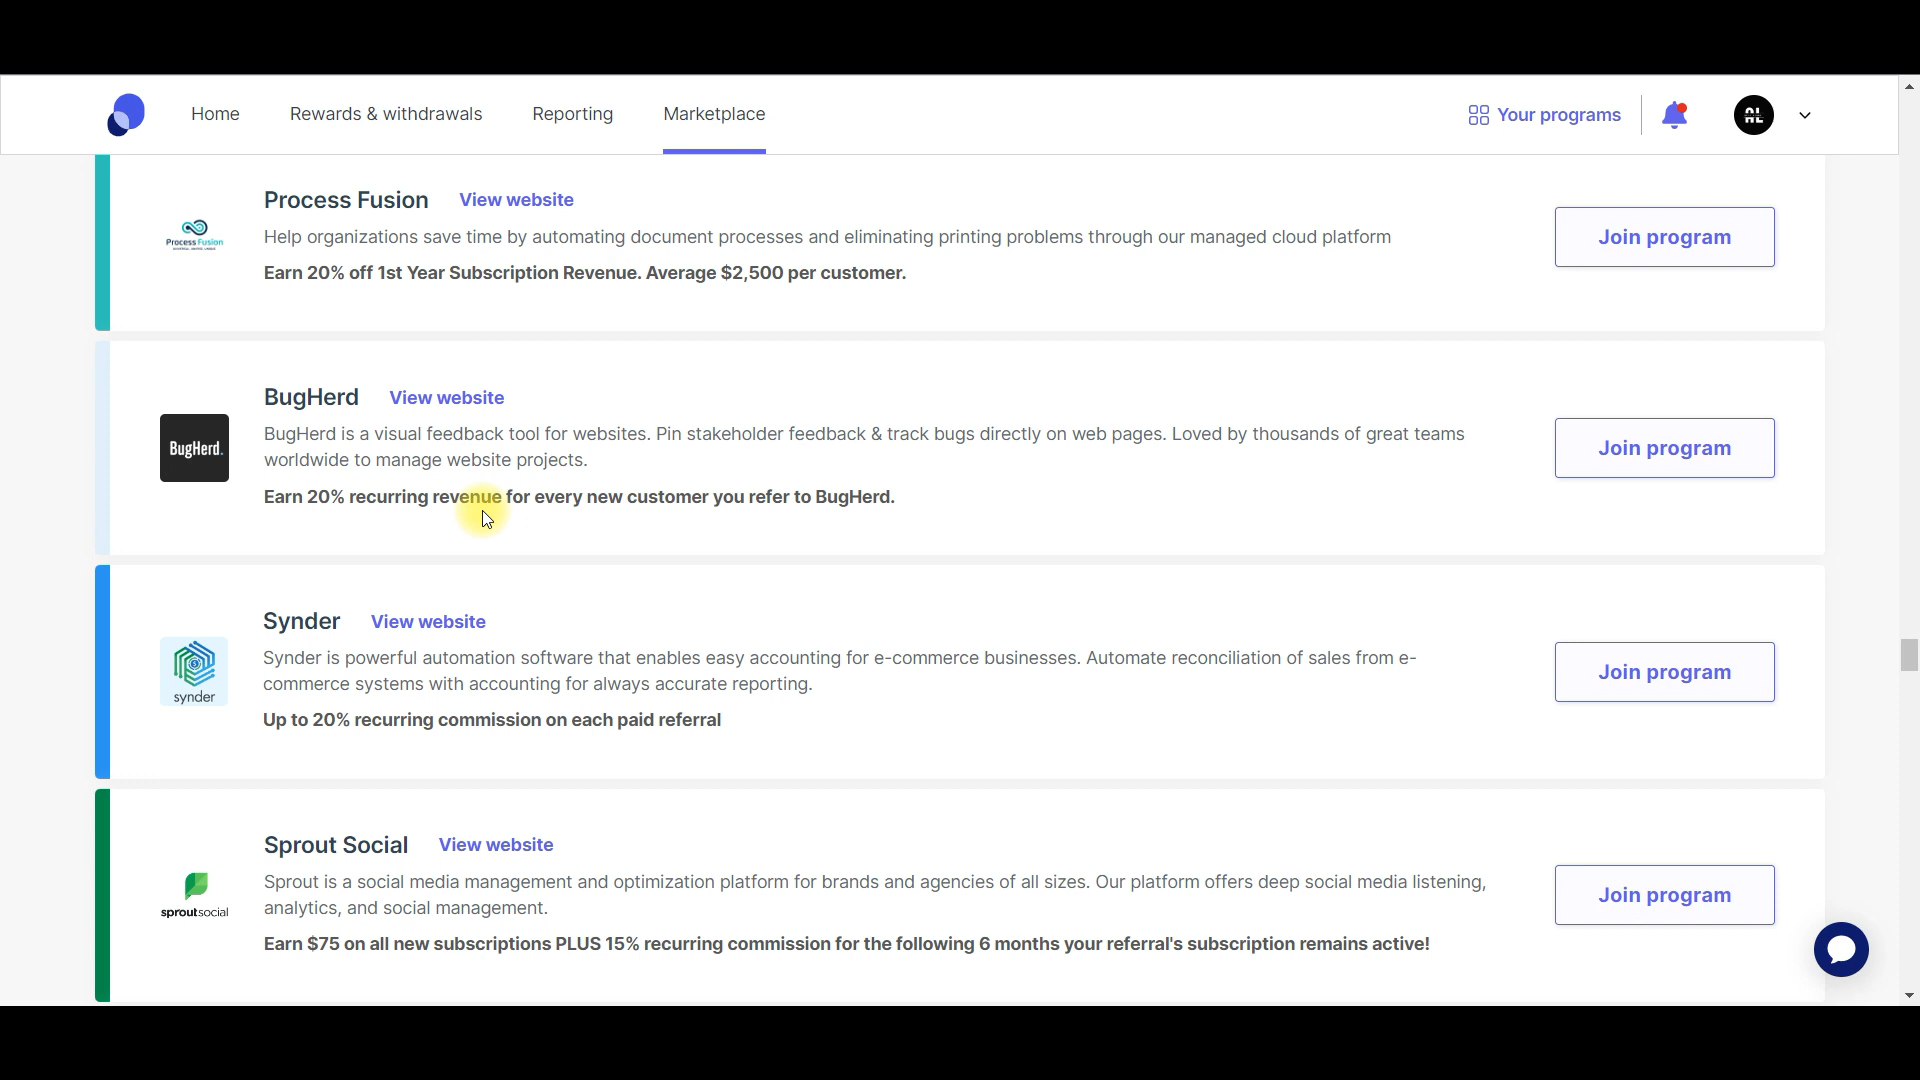 Home Rewards & withdrawals Reporting Marketplace Your programs AL
Process Fusion View website
Process Fusion
Help organizations save time by automating document processes and eliminating printing problems through our managed cloud platform
Join program
Earn 20% off 1st Year Subscription Revenue. Average $2,500 per customer.
BugHerd View website
BugHerd.
BugHerd is a visual feedback tool for websites. Pin stakeholder feedback & track bugs directly on web pages. Loved by thousands of great teams
worldwide to manage website projects.
Join program
Earn 20% recurring revenue for every new customer you refer to BugHerd.
Synder View website
synder
Synder is powerful automation software that enables easy accounting for e-commerce businesses. Automate reconciliation of sales from e-
commerce systems with accounting for always accurate reporting.
Join program
Up to 20% recurring commission on each paid referral
Sprout Social View website
sproutsocial
Sprout is a social media management and optimization platform for brands and agencies of all sizes. Our platform offers deep social media listening,
analytics, and social management.
Join program
Earn $75 on all new subscriptions PLUS 15% recurring commission for the following 6 months your referral's subscription remains active!